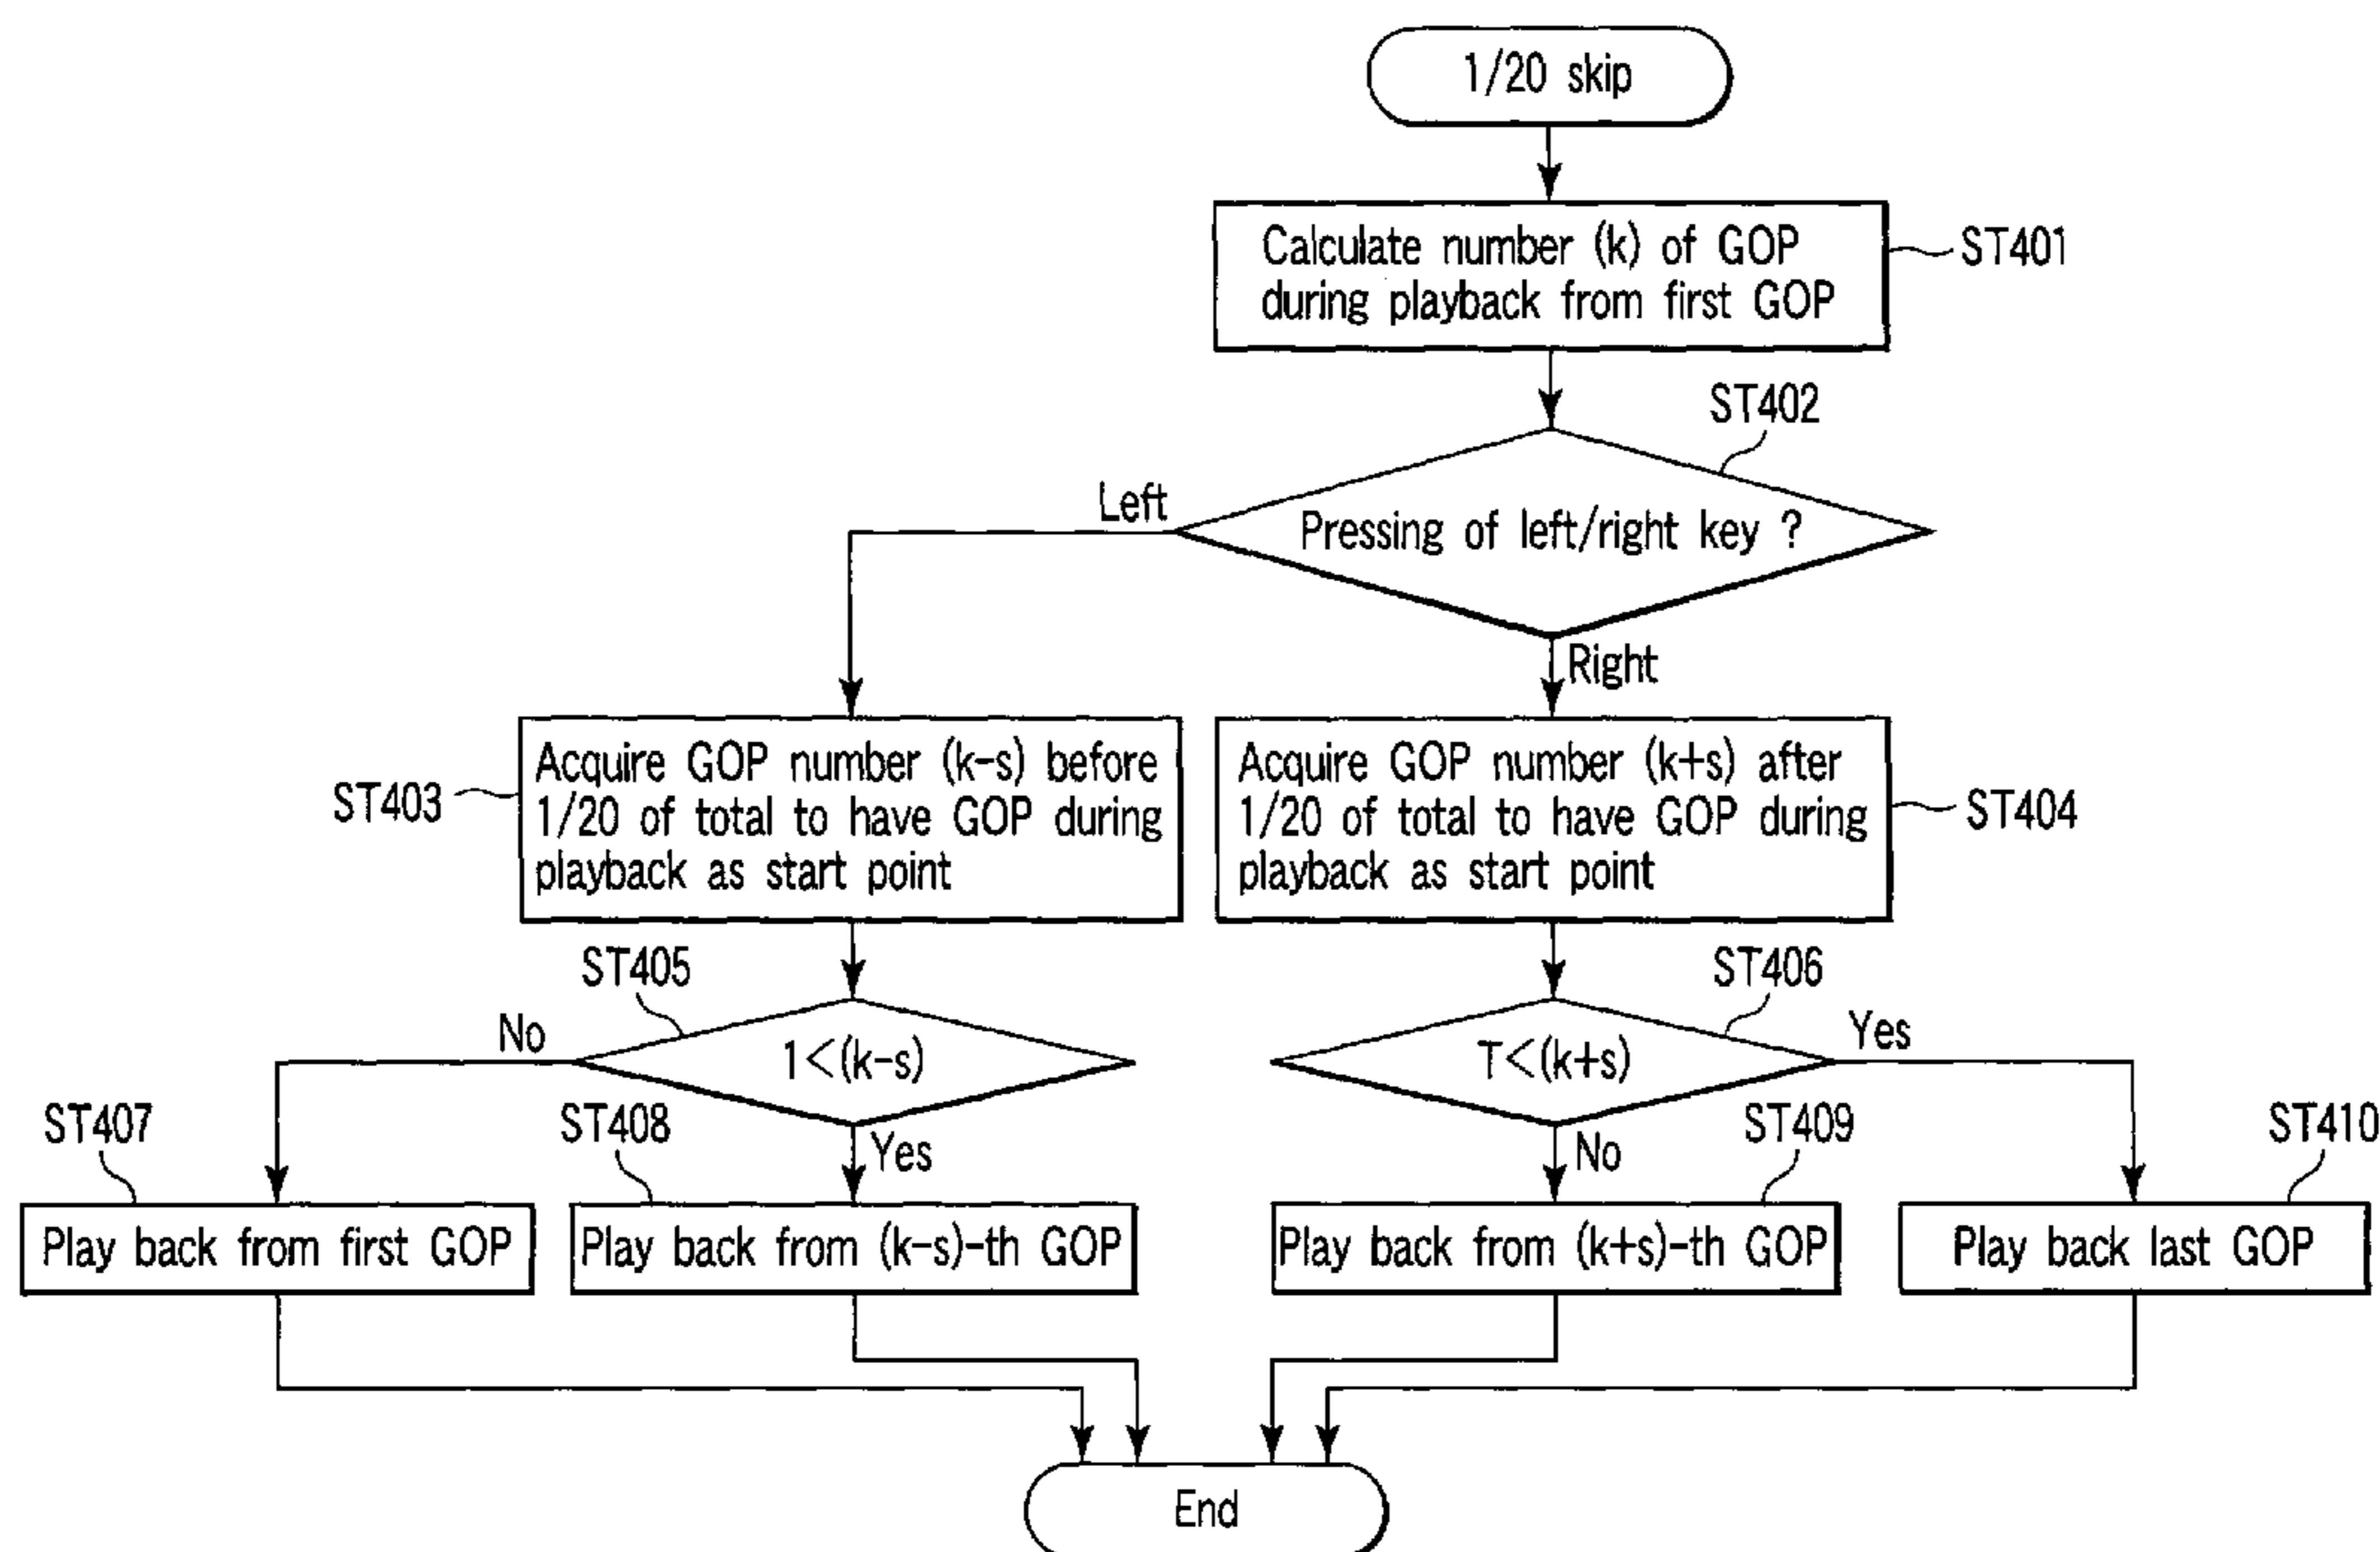 1/20 skip
Calculate number (k) of GOP
during playback from first GOP
ST401
ST402
Pressing of left/right key ?
Left
Right
ST403
Acquire GOP number (k-s) before
1/20 of total to have GOP during
playback as start point
Acquire GOP number (k+s) after
1/20 of total to have GOP during
playback as start point
ST404
ST405
1<(k-s)
No
Yes
ST406
T<(k+s)
Yes
No
ST407
Play back from first GOP
ST408
Play back from (k-s)-th GOP
ST409
Play back from (k+s)-th GOP
ST410
Play back last GOP
End